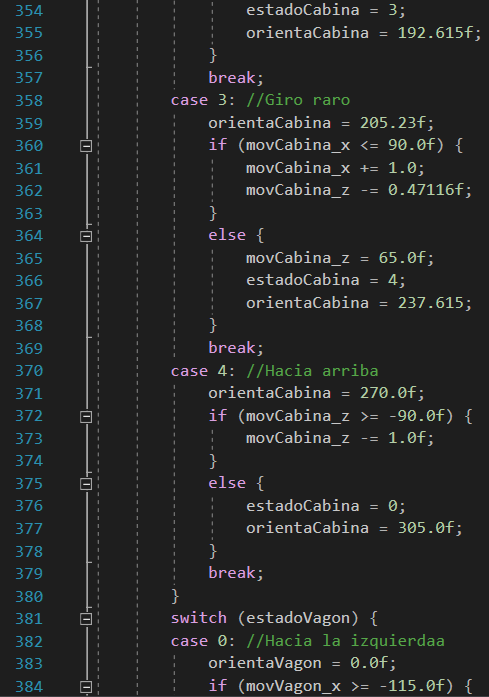 354 estadoCabina = 3;
355 orientaCabina = 192.615f;
356 }
357 break;
358 case 3: //Giro raro
359 orientaCabina = 205.23f;
360 if (movCabina_x <= 90.0f) {
361 movCabina_x += 1.0;
362 movCabina_z -= 0.47116f;
363 }
364 else {
365 movCabina_z = 65.0f;
366 estadoCabina = 4;
367 orientaCabina = 237.615;
368 }
369 break;
370 case 4: //Hacia arriba
371 orientaCabina = 270.0f;
372 if (movCabina_z >= -90.0f) {
373 movCabina_z -= 1.0f;
374 }
375 else {
376 estadoCabina = 0;
377 orientaCabina = 305.0f;
378 }
379 break;
380 }
381 switch (estadoVagon) {
382 case 0: //Hacia la izquierdaa
383 orientaVagon = 0.0f;
384 if (movVagon_x >= -115.0f) {